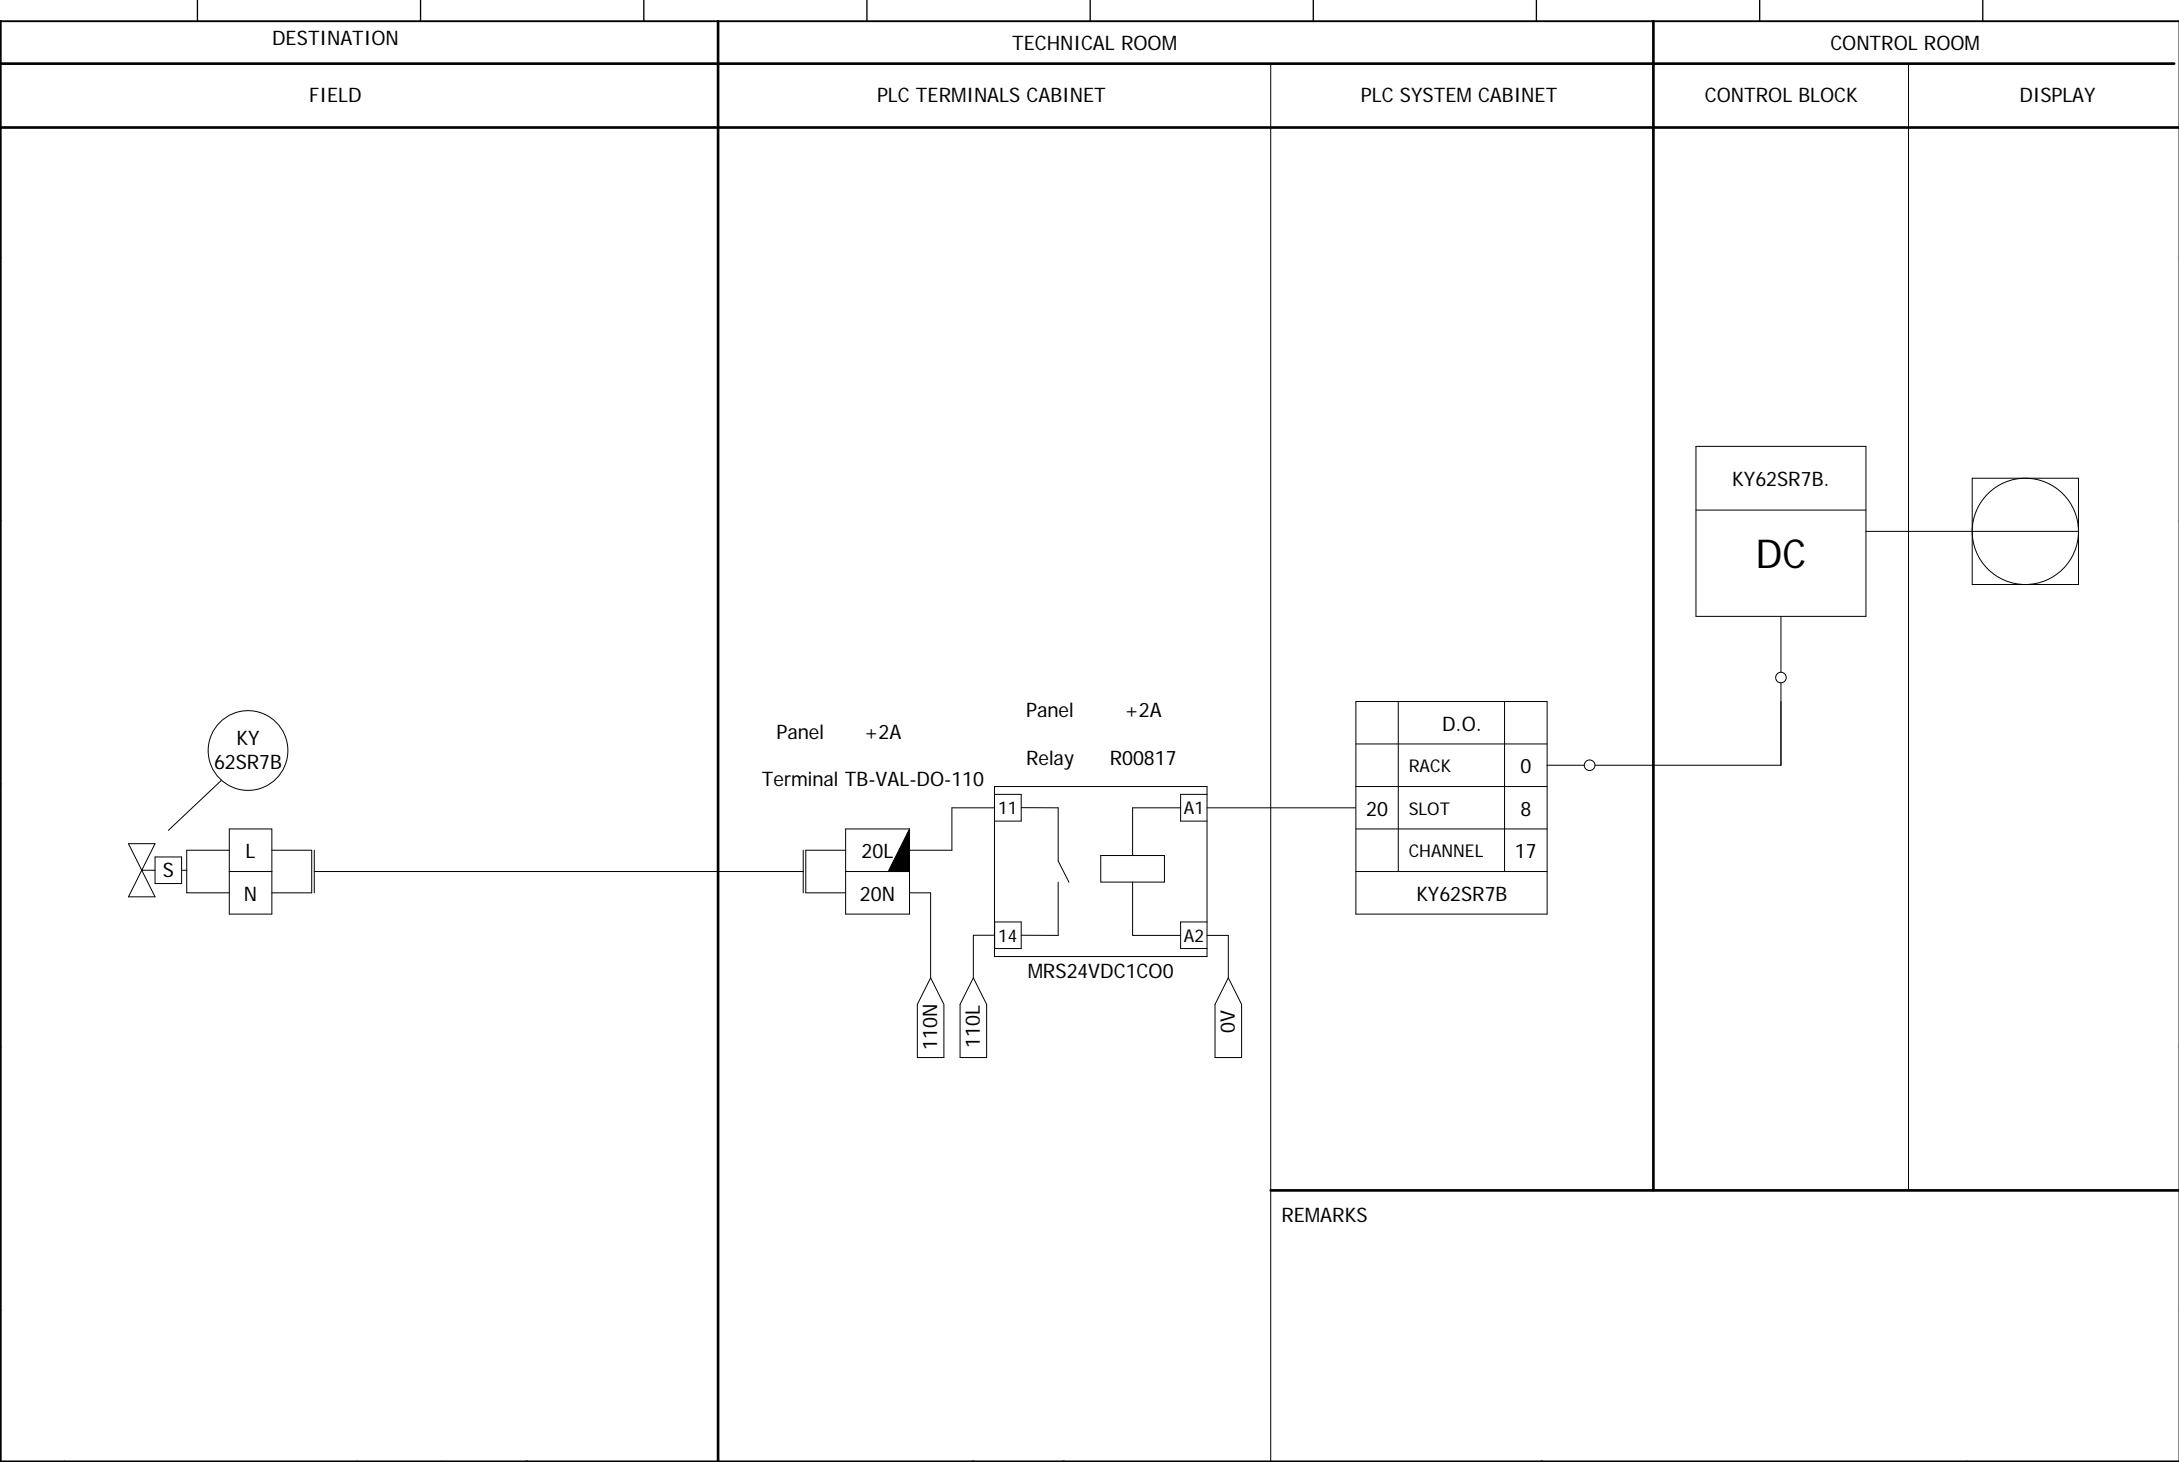 DESTINATION
TECHNICAL ROOM
CONTROL ROOM
FIELD
PLC TERMINALS CABINET
PLC SYSTEM CABINET
CONTROL BLOCK
DISPLAY
KY62SR7B.
DC
KY
62SR7B
S
L
N
Panel +2A
Terminal TB-VAL-DO-110
20L
20N
110N
110L
Panel +2A
Relay R00817
11
14
A1
A2
MRS24VDC1CO0
0V
D.O.
RACK 0
20 SLOT 8
CHANNEL 17
KY62SR7B
REMARKS